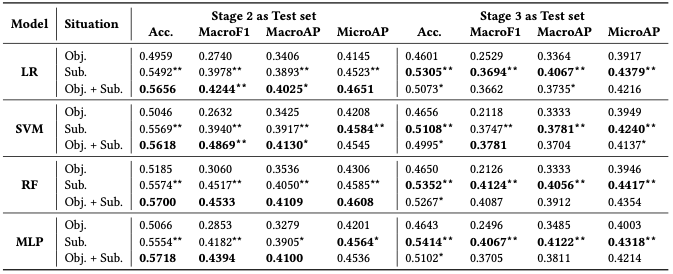 Model Situation Stage 2 as Test set Stage 3 as Test set
Acc. MacroF1 MacroAP MicroAP Acc. MacroF1 MacroAP MicroAP
LR Obj. 0.4959 0.2740 0.3406 0.4145 0.4601 0.2529 0.3364 0.3917
Sub. 0.5492** 0.3978** 0.3893** 0.4523** 0.5305** 0.3694** 0.4067** 0.4379**
Obj. + Sub. 0.5656 0.4244** 0.4025* 0.4651 0.5073* 0.3662 0.3735* 0.4216
SVM Obj. 0.5046 0.2632 0.3425 0.4208 0.4656 0.2118 0.3333 0.3949
Sub. 0.5569** 0.3940** 0.3917** 0.4584** 0.5108** 0.3747** 0.3781** 0.4240**
Obj. + Sub. 0.5618 0.4869** 0.4130* 0.4545 0.4995* 0.3781 0.3704 0.4137*
RF Obj. 0.5185 0.3060 0.3536 0.4306 0.4650 0.2126 0.3333 0.3946
Sub. 0.5574** 0.4517** 0.4050** 0.4585** 0.5352** 0.4124** 0.4056** 0.4417**
Obj. + Sub. 0.5700 0.4533 0.4109 0.4608 0.5267* 0.4087 0.3912 0.4354
MLP Obj. 0.5066 0.2853 0.3279 0.4201 0.4643 0.2496 0.3485 0.4003
Sub. 0.5554** 0.4182** 0.3905* 0.4564* 0.5414** 0.4067** 0.4122** 0.4318**
Obj. + Sub. 0.5718 0.4394 0.4100 0.4536 0.5102* 0.3705 0.3811 0.4214